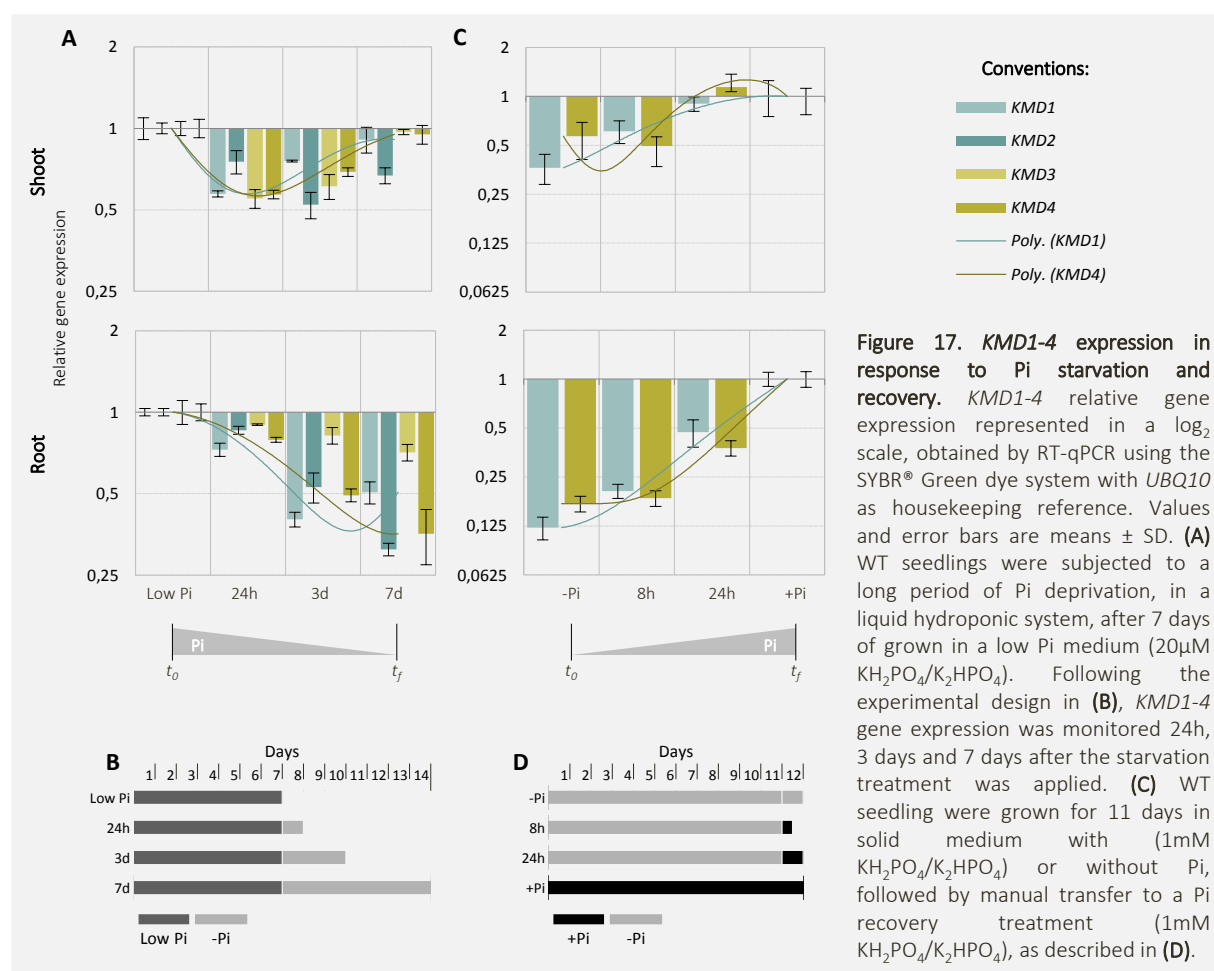 A
C
Shoot
Root
Relative gene expression
2
1
0,5
0,25
2
1
0,5
0,25
0,125
0,0625
2
1
0,5
0,25
2
1
0,5
0,25
0,125
0,0625
Low Pi 24h 3d 7d
-Pi 8h 24h +Pi
Pi
t0 tf
Pi
t0 tf
Conventions:
KMD1
KMD2
KMD3
KMD4
Poly. (KMD1)
Poly. (KMD4)
Figure 17. KMD1-4 expression in
response to Pi starvation and
recovery. KMD1-4 relative gene
expression represented in a log2
scale, obtained by RT-qPCR using the
SYBR® Green dye system with UBQ10
as housekeeping reference. Values
and error bars are means ± SD. (A)
WT seedlings were subjected to a
long period of Pi deprivation, in a
liquid hydroponic system, after 7 days
of grown in a low Pi medium (20µM
KH2PO4/K2HPO4). Following the
experimental design in (B), KMD1-4
gene expression was monitored 24h,
3 days and 7 days after the starvation
treatment was applied. (C) WT
seedling were grown for 11 days in
solid medium with (1mM
KH2PO4/K2HPO4) or without Pi,
followed by manual transfer to a Pi
recovery treatment (1mM
KH2PO4/K2HPO4), as described in (D).
B
Days
1 2 3 4 5 6 7 8 9 10 11 12 13 14
Low Pi
24h
3d
7d
Low Pi -Pi
D
Days
1 2 3 4 5 6 7 8 9 10 11 12
-Pi
8h
24h
+Pi
+Pi -Pi